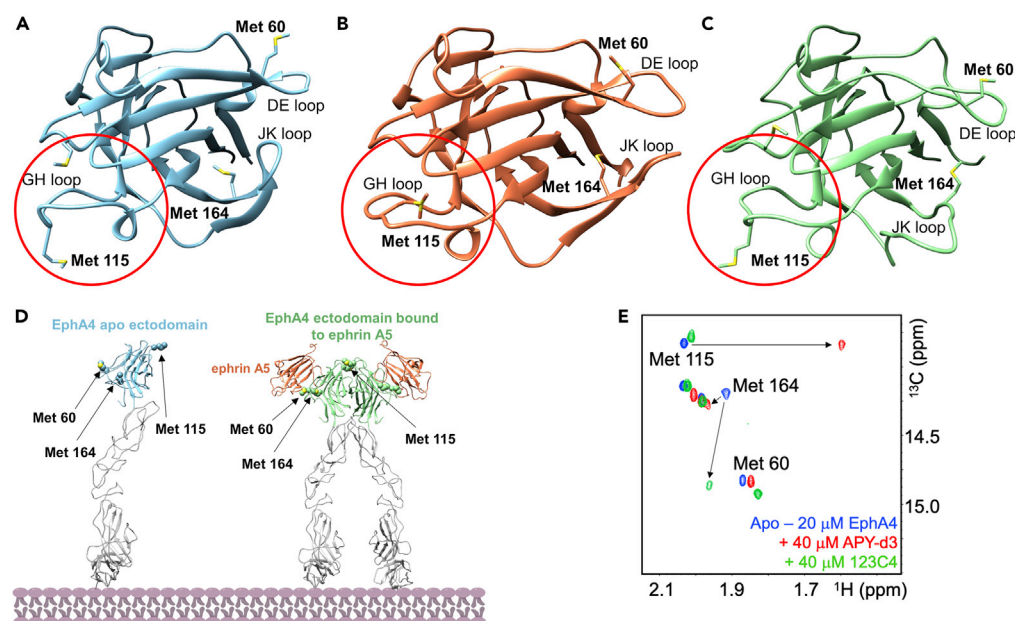 A
Met 60
DE loop
JK loop
GH loop
Met 164
Met 115
B
Met 60
DE loop
JK loop
GH loop
Met 164
Met 115
C
Met 60
DE loop
GH loop
Met 164
JK loop
Met 115
D
EphA4 apo ectodomain
EphA4 ectodomain bound
to ephrin A5
ephrin A5
Met 60
Met 164
Met 115
Met 60
Met 164
Met 115
E
Met 115
Met 164
Met 60
Apo – 20 μM EphA4
+ 40 μM APY-d3
+ 40 μM 123C4
¹³C (ppm)
14.5
15.0
2.1
1.9
1.7
¹H (ppm)